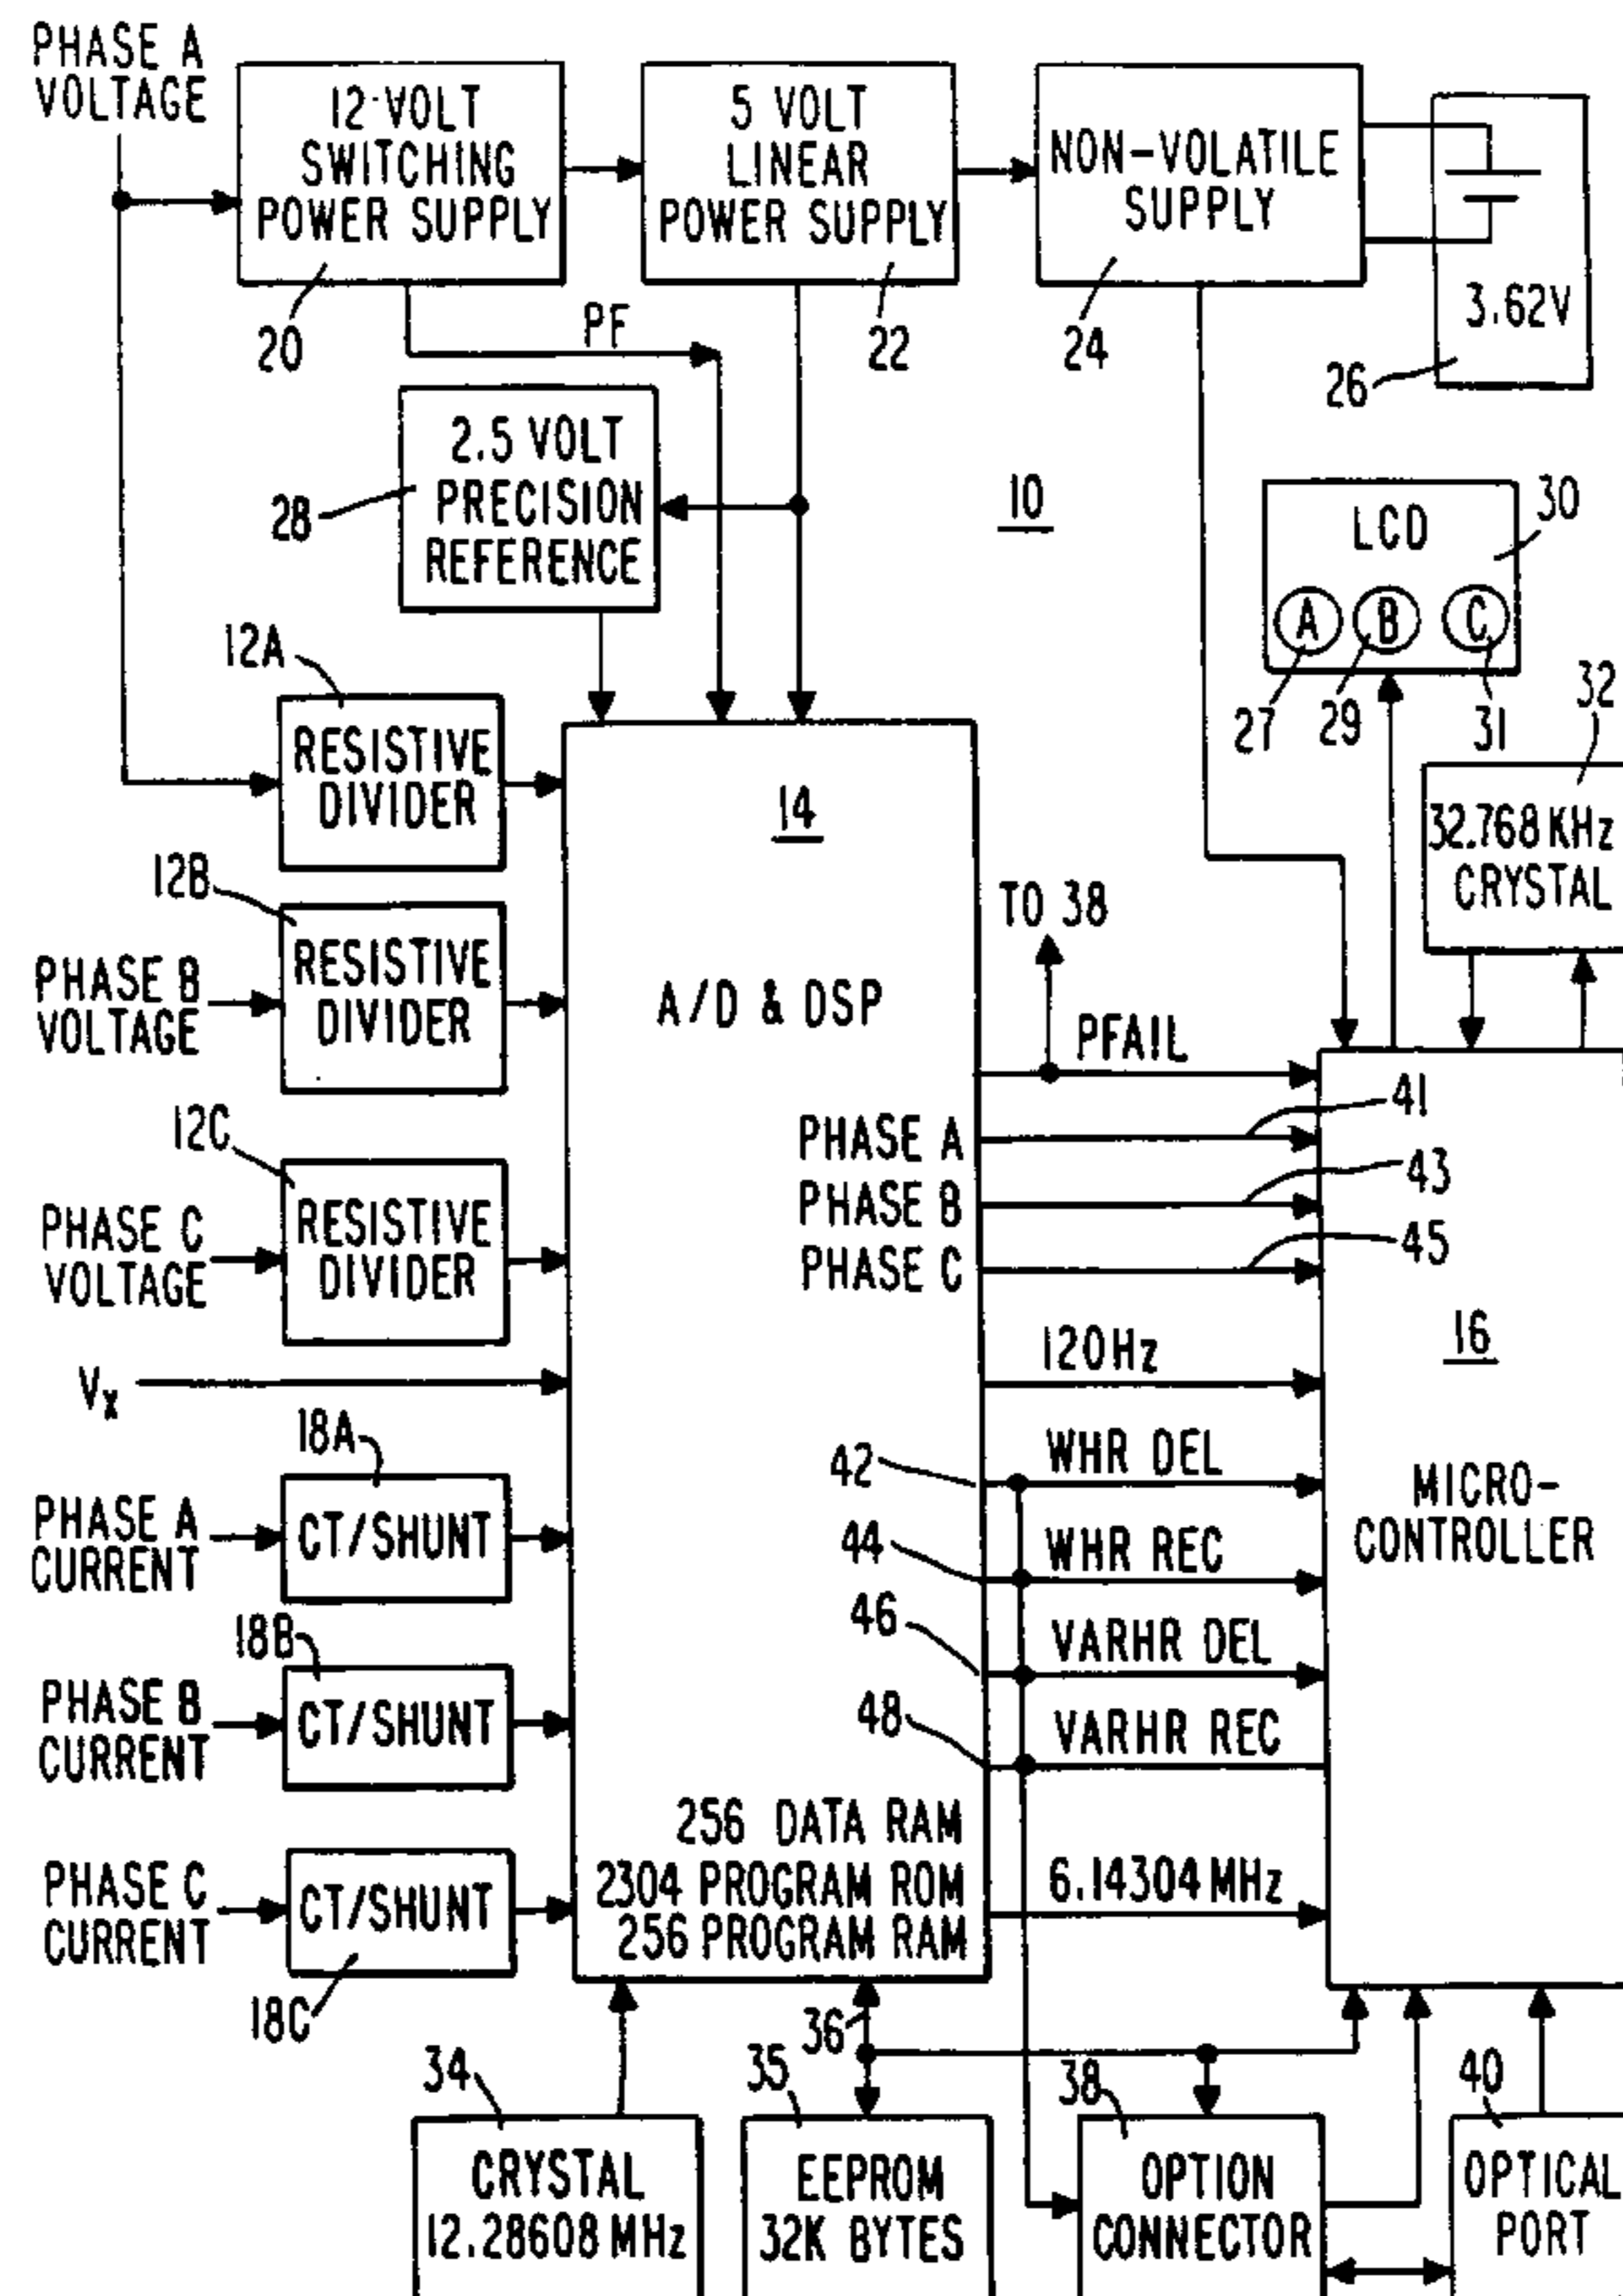 PHASE A
VOLTAGE
12 VOLT
SWITCHING
POWER SUPPLY
20
5 VOLT
LINEAR
POWER SUPPLY
22
NON-VOLATILE
SUPPLY
24
3.62V
26
PF
2.5 VOLT
PRECISION
REFERENCE
28
10
LCD
30
A B C
27 29 31
32
32.768 KHz
CRYSTAL
12A
RESISTIVE
DIVIDER
12B
PHASE B
VOLTAGE
RESISTIVE
DIVIDER
12C
PHASE C
VOLTAGE
RESISTIVE
DIVIDER
Vx
18A
PHASE A
CURRENT
CT/SHUNT
18B
PHASE B
CURRENT
CT/SHUNT
PHASE C
CURRENT
CT/SHUNT
18C
14
A/D & DSP
TO 38
PFAIL
PHASE A
41
PHASE B
43
PHASE C
45
120Hz
42
WHR DEL
44
WHR REC
46
VARHR DEL
48
VARHR REC
256 DATA RAM
2304 PROGRAM ROM
256 PROGRAM RAM
6.14304 MHz
16
MICRO-
CONTROLLER
34
CRYSTAL
12.28608 MHz
36
35
EEPROM
32K BYTES
38
OPTION
CONNECTOR
40
OPTICAL
PORT